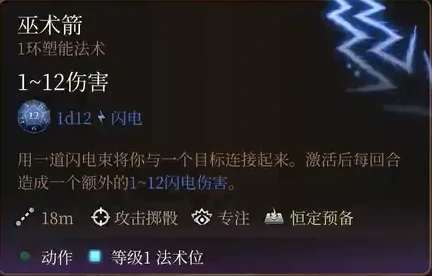 巫术箭
1环塑能法术
1~12伤害
12 1d12 闪电
用一道闪电束将你与一个目标连接起来。激活后每回合
造成一个额外的1~12闪电伤害。
18m 攻击掷骰 专注 恒定预备
动作 等级1 法术位